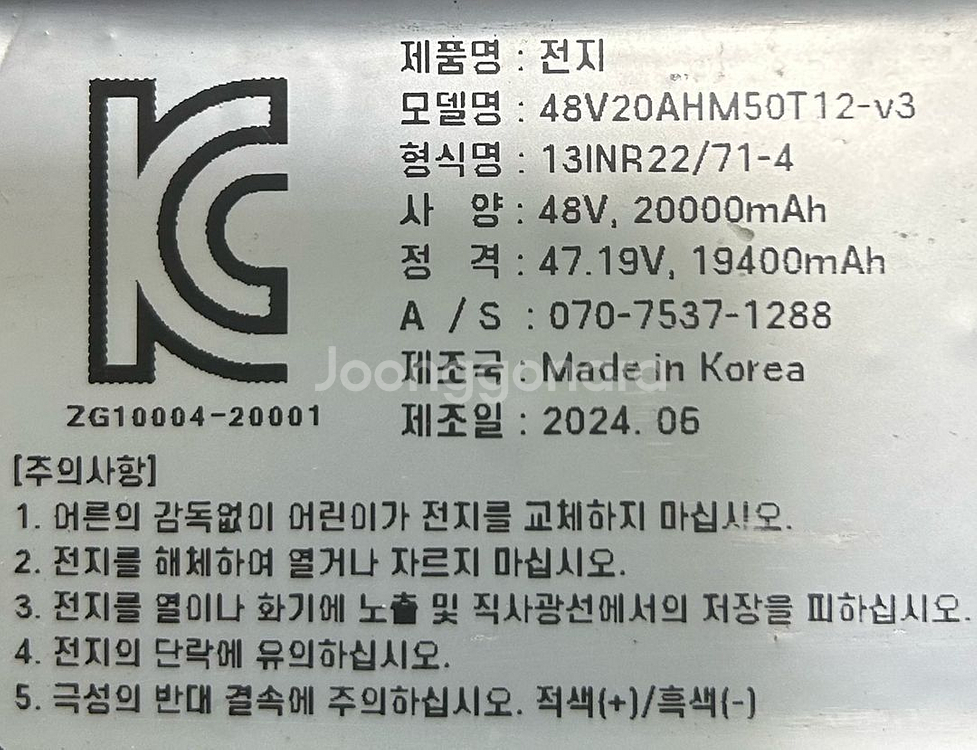 제품명 : 전지
모델명 : 48V20AHM50T12-v3
형식명 : 13INR22/71-4
사 양 : 48V, 20000mAh
정 격 : 47.19V, 19400mAh
A / S : 070-7537-1288
제조국 : Made in Korea
Joonggonara
제조일 : 2024. 06
ZG10004-20001
[주의사항]
1. 어른의 감독없이 어린이가 전지를 교체하지 마십시오.
2. 전지를 해체하여 열거나 자르지 마십시오.
3. 전지를 열이나 화기에 노출 및 직사광선에서의 저장을 피하십시오.
4. 전지의 단락에 유의하십시오.
5. 극성의 반대 결속에 주의하십시오. 적색(+)/흑색(-)